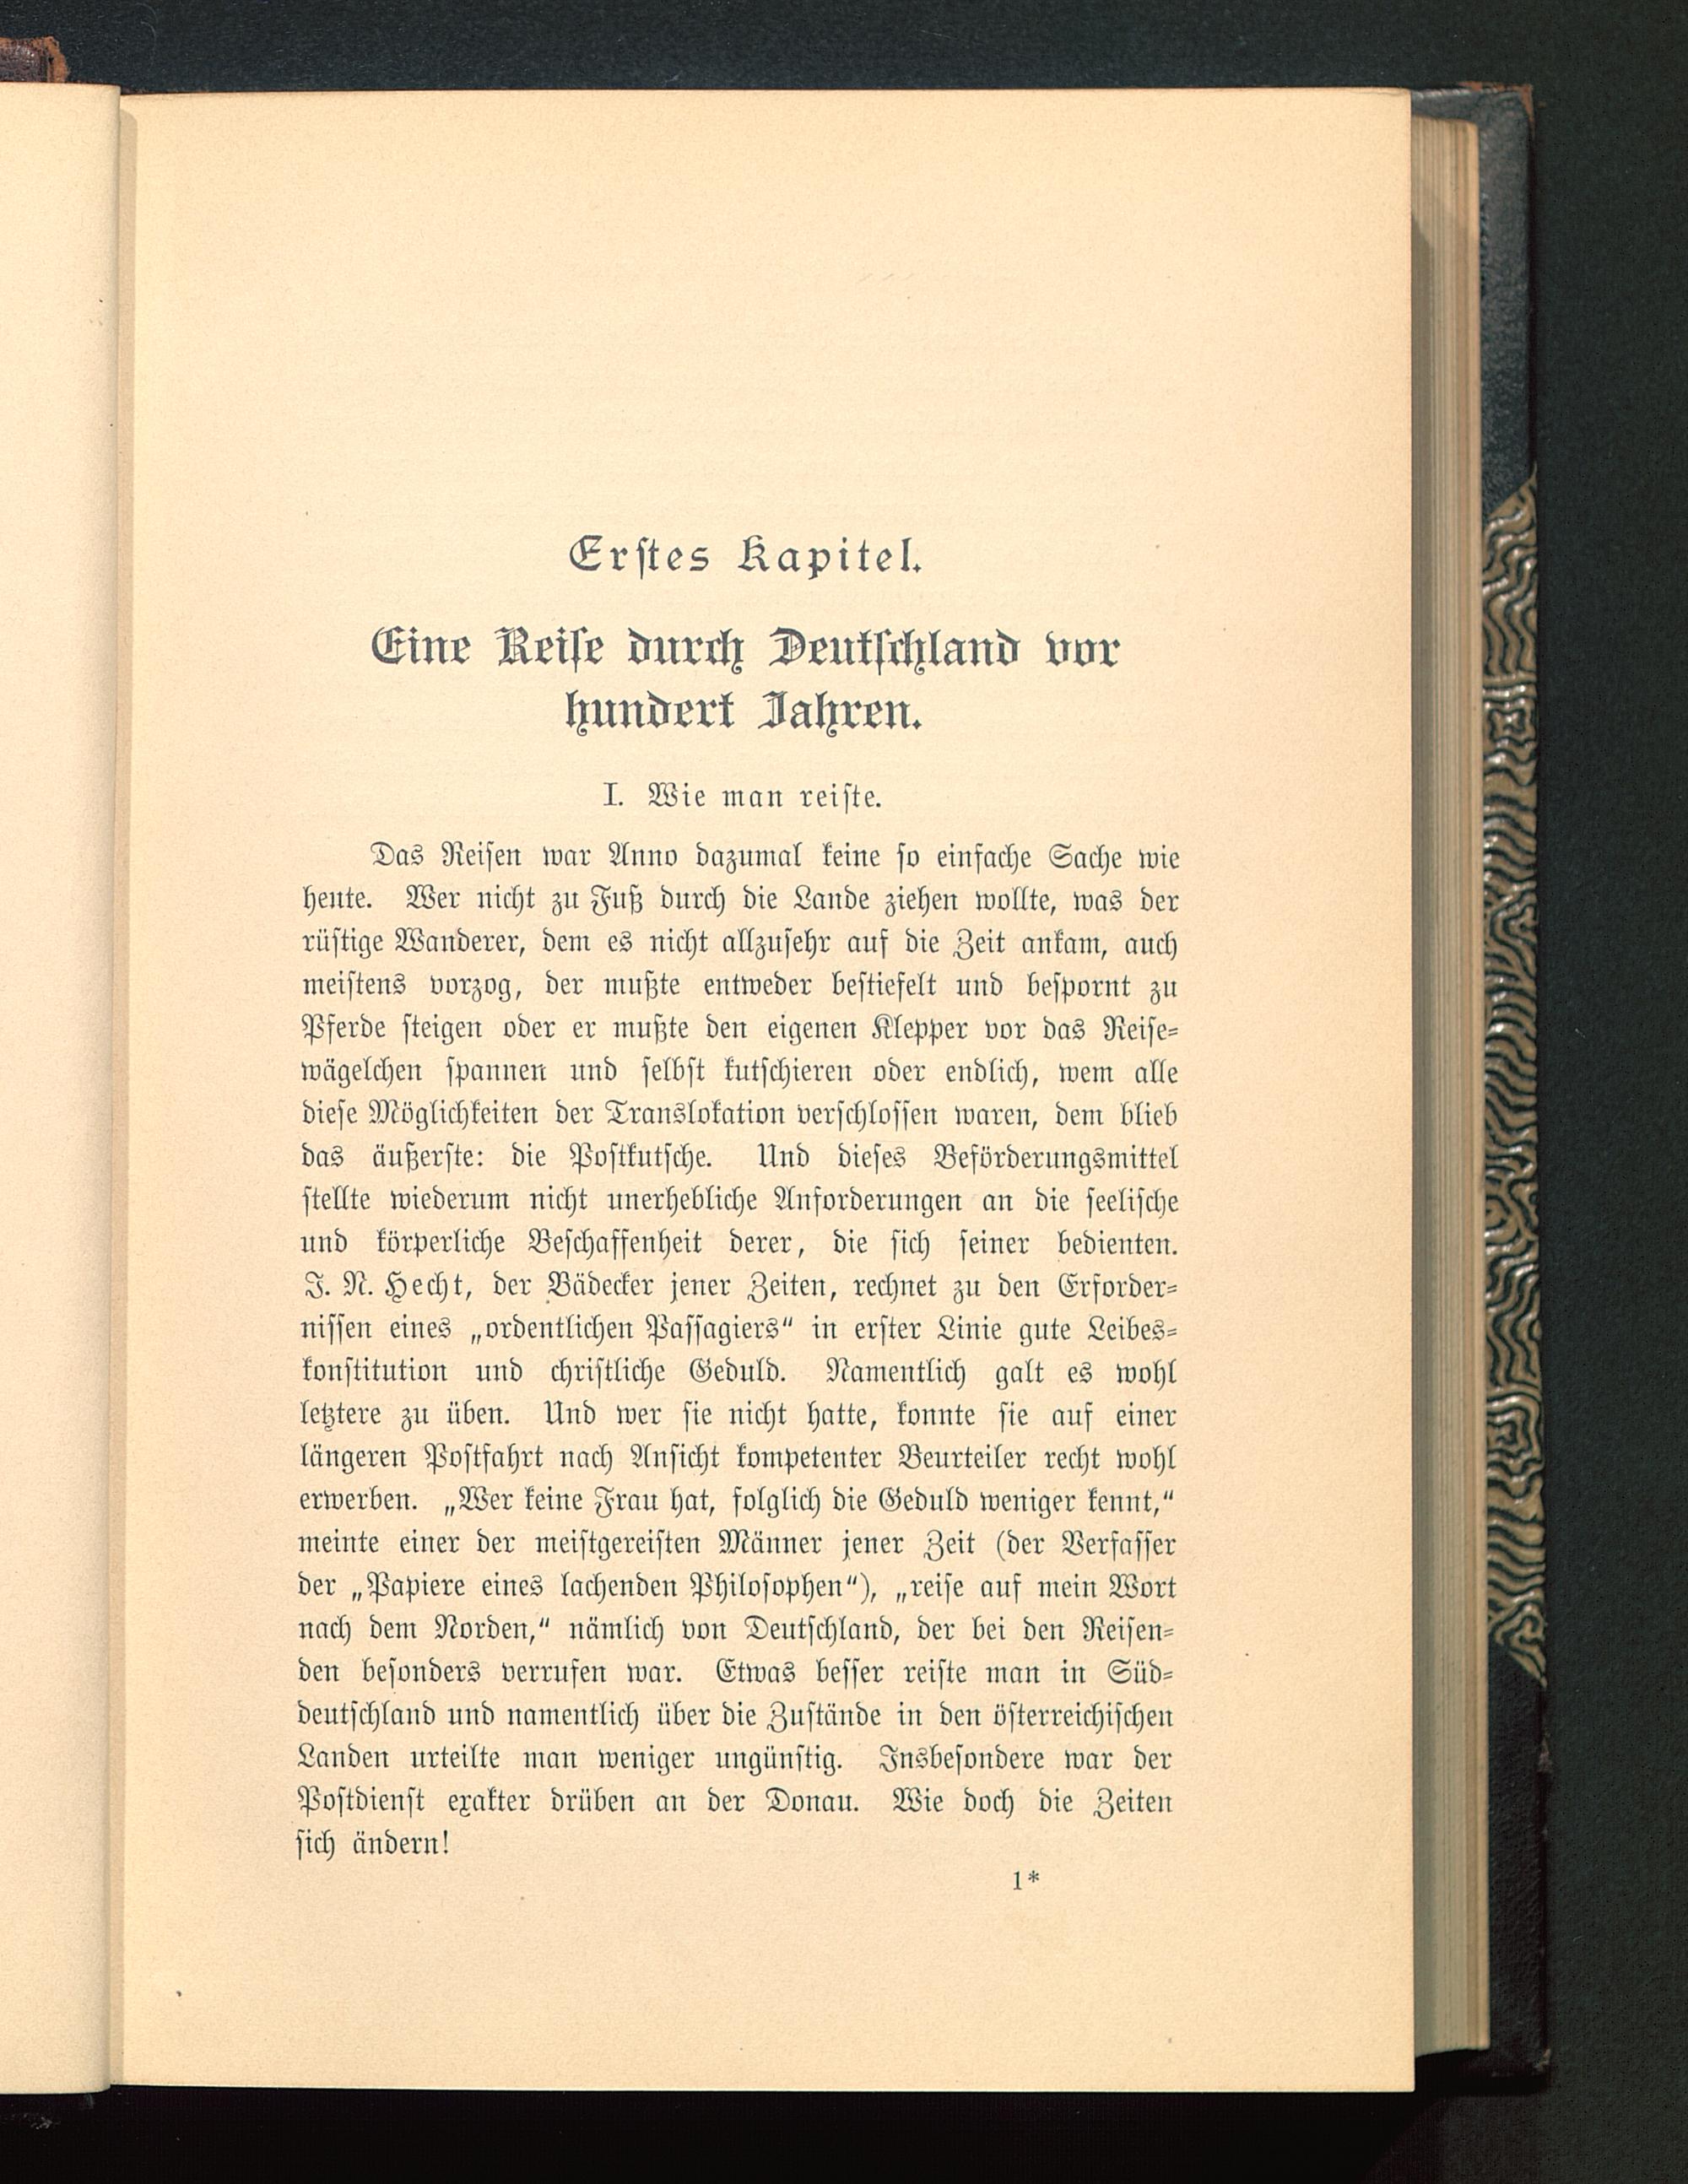 Erstes Kapitel.
Eine Reise durch Deutschland vor
hundert Jahren.
I. Wie man reiste.
Das Reisen war Anno dazumal keine so einfache Sache wie
heute. Wer nicht zu Fuß durch die Lande ziehen wollte, was der
rüstige Wanderer, dem es nicht allzusehr auf die Zeit ankam, auch
meistens vorzog, der mußte entweder bestiefelt und bespornt zu
Pferde steigen oder er mußte den eigenen Klepper vor das Reise-
wägelchen spannen und selbst kutschieren oder endlich, wem alle
diese Möglichkeiten der Translokation verschlossen waren, dem blieb
das äußerste: die Postkutsche. Und dieses Beförderungsmittel
stellte wiederum nicht unerhebliche Anforderungen an die seelische
und körperliche Beschaffenheit derer, die sich seiner bedienten.
J. N. Hecht, der Bädecker jener Zeiten, rechnet zu den Erforder-
nissen eines „ordentlichen Passagiers“ in erster Linie gute Leibes-
konstitution und christliche Geduld. Namentlich galt es wohl
letztere zu üben. Und wer sie nicht hatte, konnte sie auf einer
längeren Postfahrt nach Ansicht kompetenter Beurteiler recht wohl
erwerben. „Wer keine Frau hat, folglich die Geduld weniger kennt,“
meinte einer der meistgereisten Männer jener Zeit (der Verfasser
der „Papiere eines lachenden Philosophen“), „reise auf mein Wort
nach dem Norden,“ nämlich von Deutschland, der bei den Reisen-
den besonders verrufen war. Etwas besser reiste man in Süd-
deutschland und namentlich über die Zustände in den österreichischen
Landen urteilte man weniger ungünstig. Insbesondere war der
Postdienst exakter drüben an der Donau. Wie doch die Zeiten
sich ändern!
1*